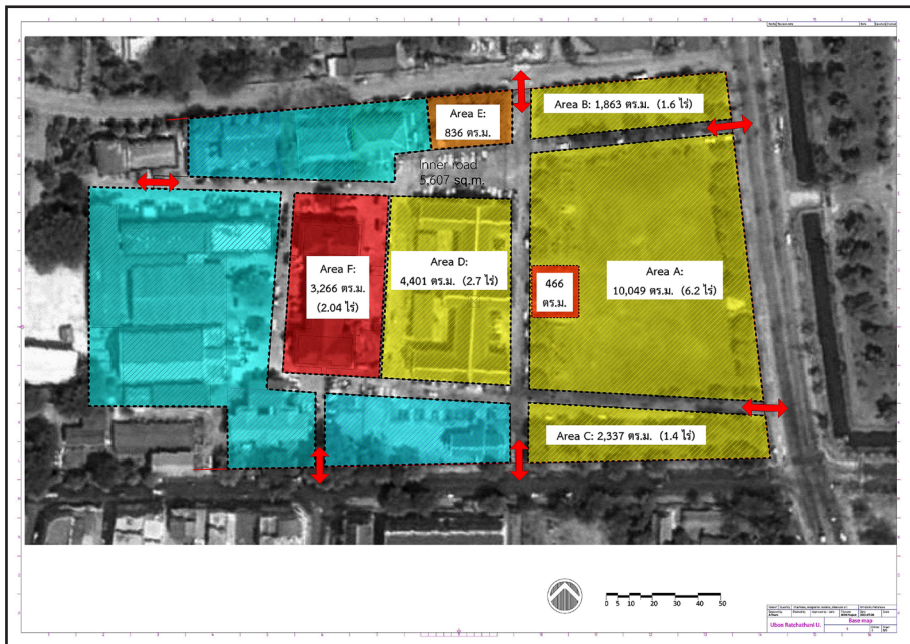 Area E:
836 ตร.ม.
Area B: 1,863 ตร.ม. (1.6 ไร่)
Inner road
5,607 sq.m.
Area F:
3,266 ตร.ม.
(2.04 ไร่)
Area D:
4,401 ตร.ม. (2.7 ไร่)
466
ตร.ม.
Area A:
10,049 ตร.ม. (6.2 ไร่)
Area C: 2,337 ตร.ม. (1.4 ไร่)
0 5 10 20 30 40 50
Ubon Ratchathani U.
Base map